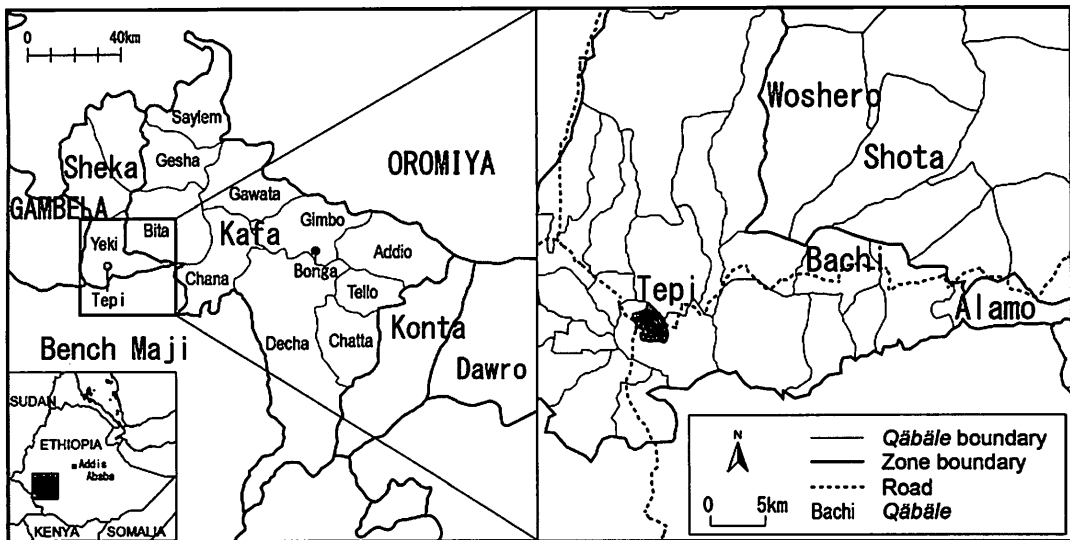 0 40km
Saylem
Sheka
Gesha
OROMIYA
Gawata
GAMBELA
Gimbo
Yeki
Bita
Kafa
Addio
Bonga
Chana
Tello
Tepi
Konta
Bench Maji
Decha
Chatta
Dawro
SUDAN
ETHIOPIA
Addis
Ababa
KENYA
SOMALIA
Woshero
Shota
Bachi
Tepi
Alamo
N
0 5km
Qäbäle boundary
Zone boundary
Road
Bachi Qäbäle